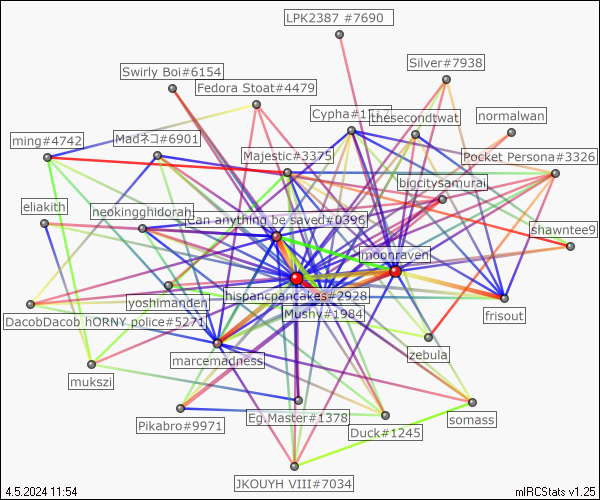 LPK2387 #7690
Silver#7938
Swirly Boi#6154
Fedora Stoat#4479
thesecondtwat
normalwan
ming#4742
Madネコ#6901
Majestic#3375
Pocket Persona#3326
bigcitysamurai
eliakith
neokingghidorah
Can anything be saved#0396
shawntee9
moonraven
yoshimanden
hispancpancakes#2928
DacobDacob hORNY police#5271
Mushy#1984
frisout
marcemadness
zebula
mukszi
Pikabro#9971
Eg.Master#1378
Duck#1245
somass
JKOUYH VIII#7034
4.5.2024 11:54
mIRCStats v1.25